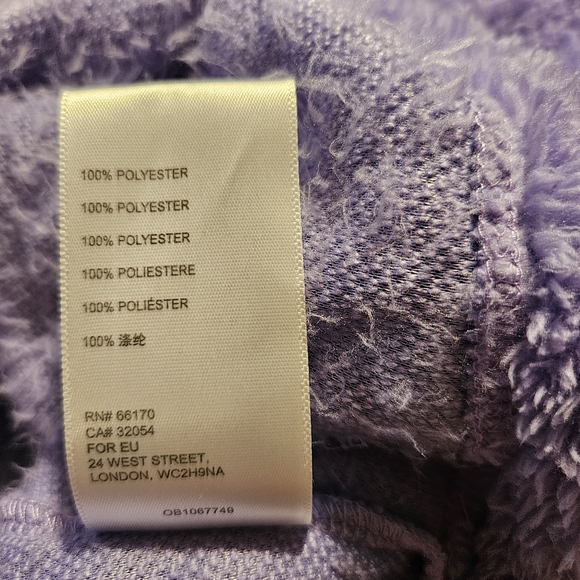 100% POLYESTER
100% POLYESTER
100% POLYESTER
100% POLIESTERE
100% POLIÉSTER
100% 涤纶
RN# 66170
CA# 32054
FOR EU
24 WEST STREET,
LONDON, WC2H9NA
OB1067749